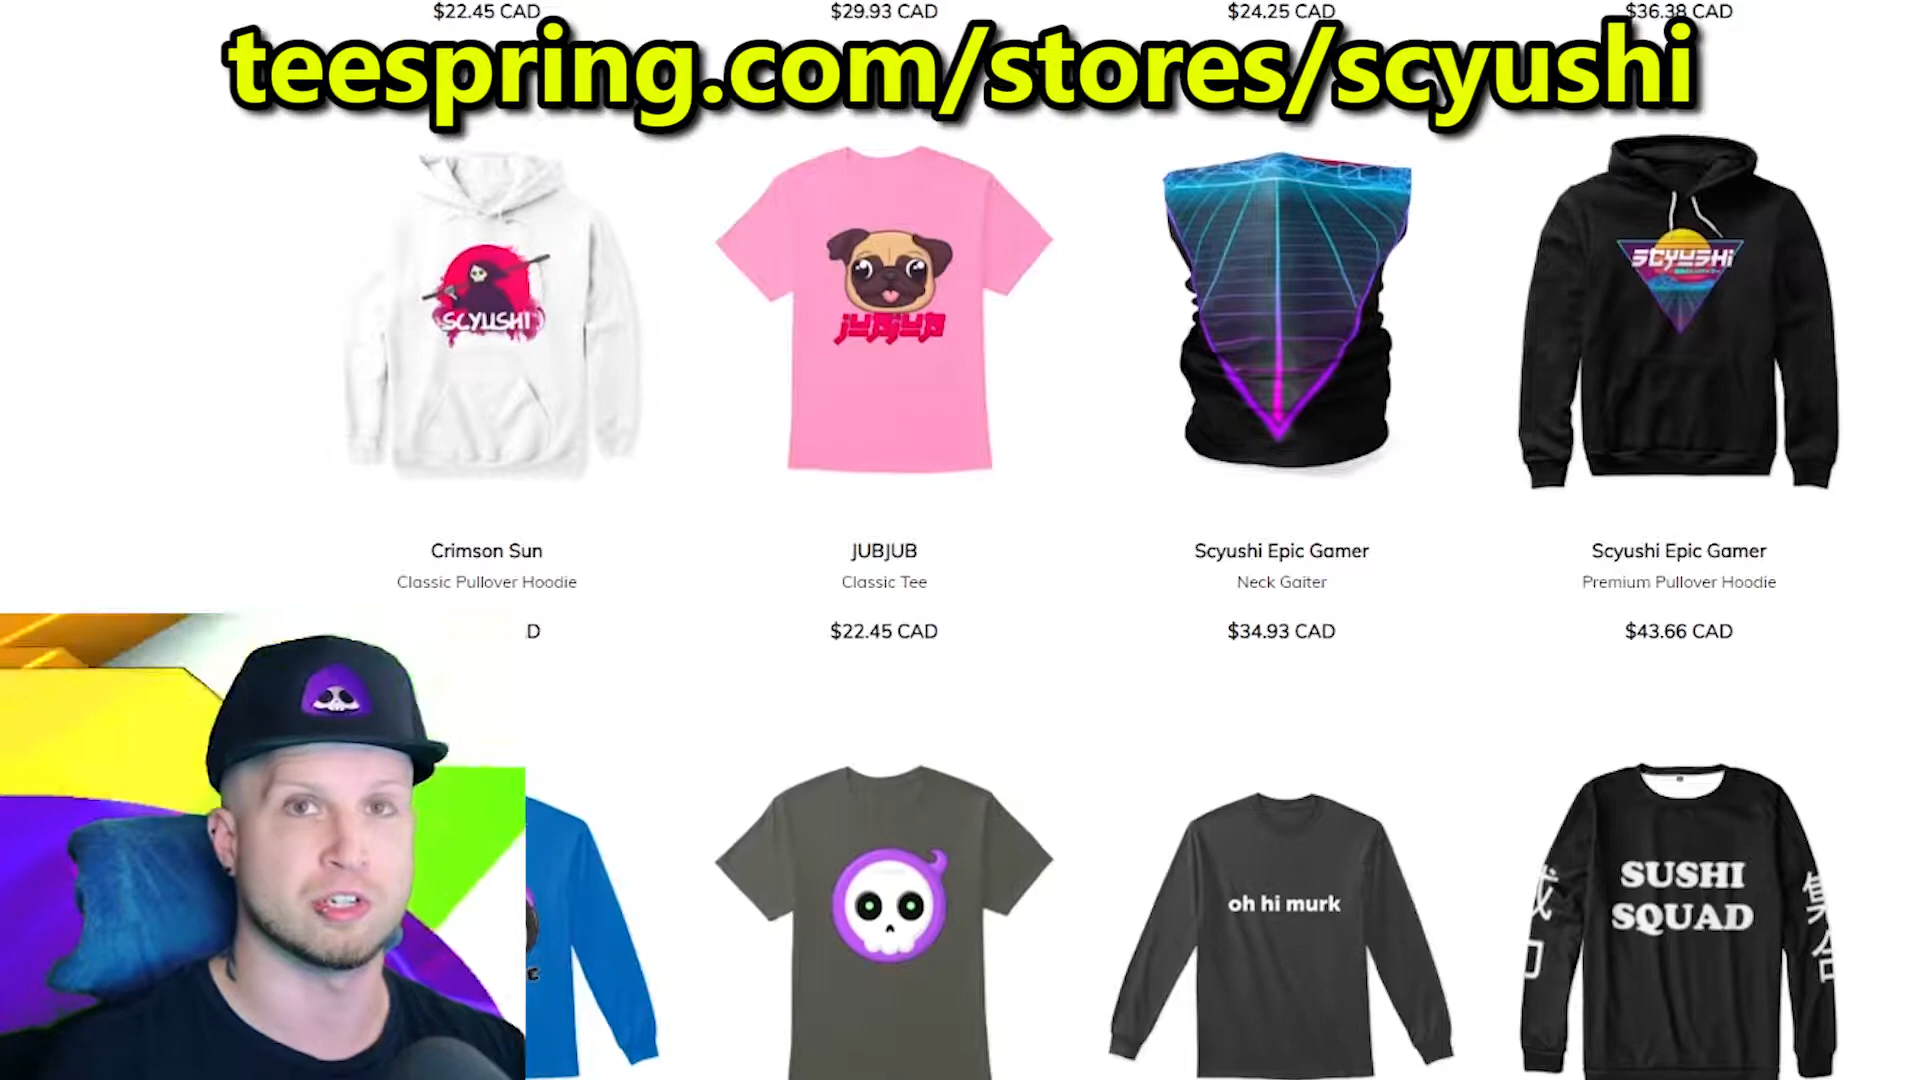 $22.45 CAD
$29.93 CAD
$24.25 CAD
$36.38 CAD
teespring.com/stores/scyushi
SCYUSHI
JUBJUB
SCYUSHI
Crimson Sun
JUBJUB
Scyushi Epic Gamer
Scyushi Epic Gamer
Classic Pullover Hoodie
Classic Tee
Neck Gaiter
Premium Pullover Hoodie
D
$22.45 CAD
$34.93 CAD
$43.66 CAD
oh hi murk
SUSHI
SQUAD
集
合